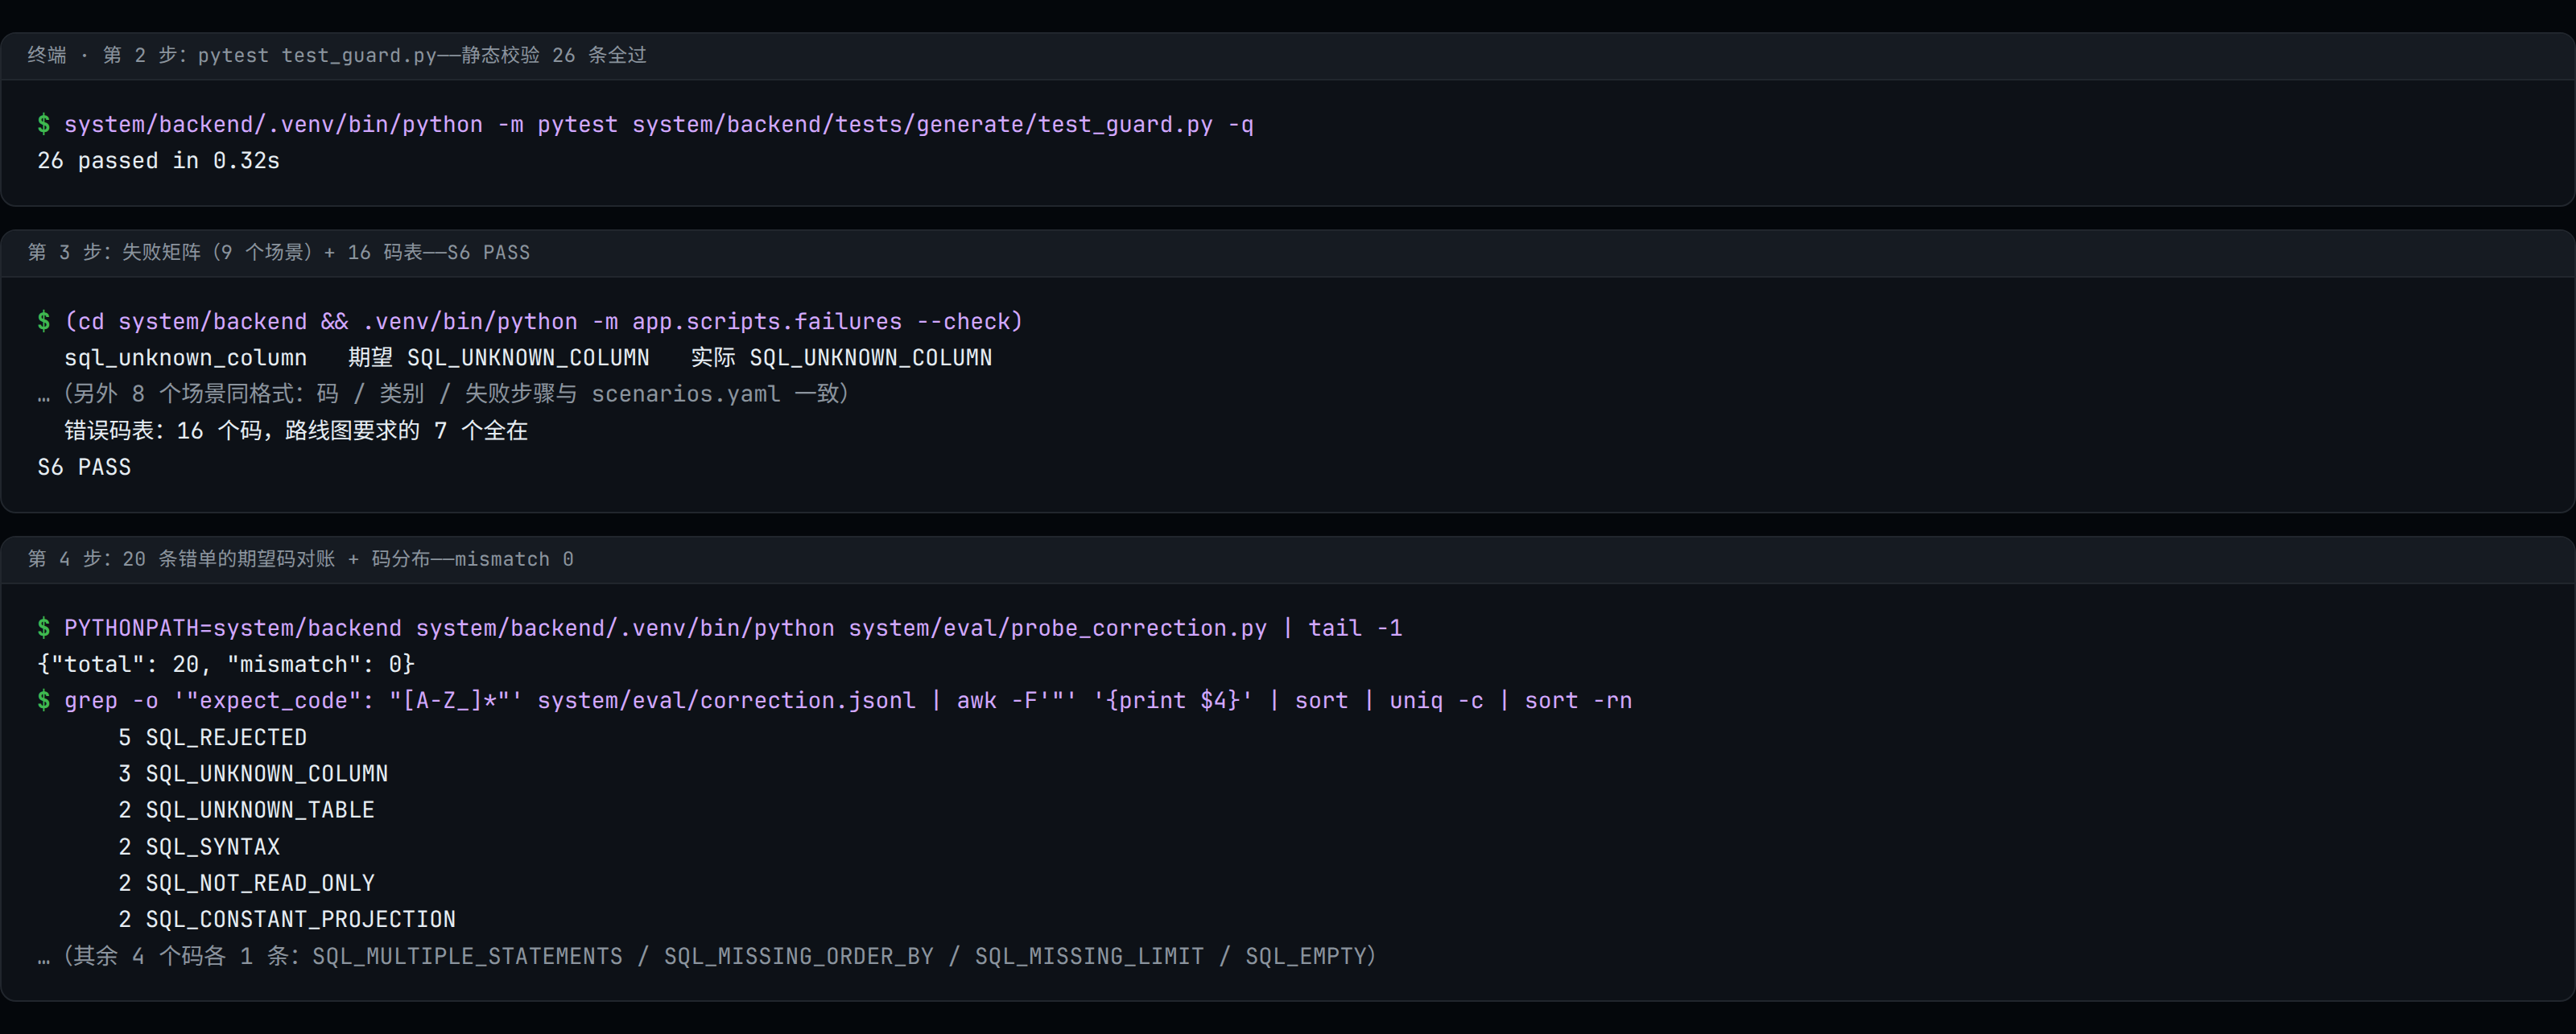 终端 · 第 2 步：pytest test_guard.py——静态校验 26 条全过
$ system/backend/.venv/bin/python -m pytest system/backend/tests/generate/test_guard.py -q
26 passed in 0.32s
第 3 步：失败矩阵（9 个场景）+ 16 码表——S6 PASS
$ (cd system/backend && .venv/bin/python -m app.scripts.failures --check)
sql_unknown_column 期望 SQL_UNKNOWN_COLUMN 实际 SQL_UNKNOWN_COLUMN
…（另外 8 个场景同格式：码 / 类别 / 失败步骤与 scenarios.yaml 一致）
错误码表：16 个码，路线图要求的 7 个全在
S6 PASS
第 4 步：20 条错单的期望码对账 + 码分布——mismatch 0
$ PYTHONPATH=system/backend system/backend/.venv/bin/python system/eval/probe_correction.py | tail -1
{"total": 20, "mismatch": 0}
$ grep -o '"expect_code": "[A-Z_]*"' system/eval/correction.jsonl | awk -F'"' '{print $4}' | sort | uniq -c | sort -rn
5 SQL_REJECTED
3 SQL_UNKNOWN_COLUMN
2 SQL_UNKNOWN_TABLE
2 SQL_SYNTAX
2 SQL_NOT_READ_ONLY
2 SQL_CONSTANT_PROJECTION
…（其余 4 个码各 1 条：SQL_MULTIPLE_STATEMENTS / SQL_MISSING_ORDER_BY / SQL_MISSING_LIMIT / SQL_EMPTY）